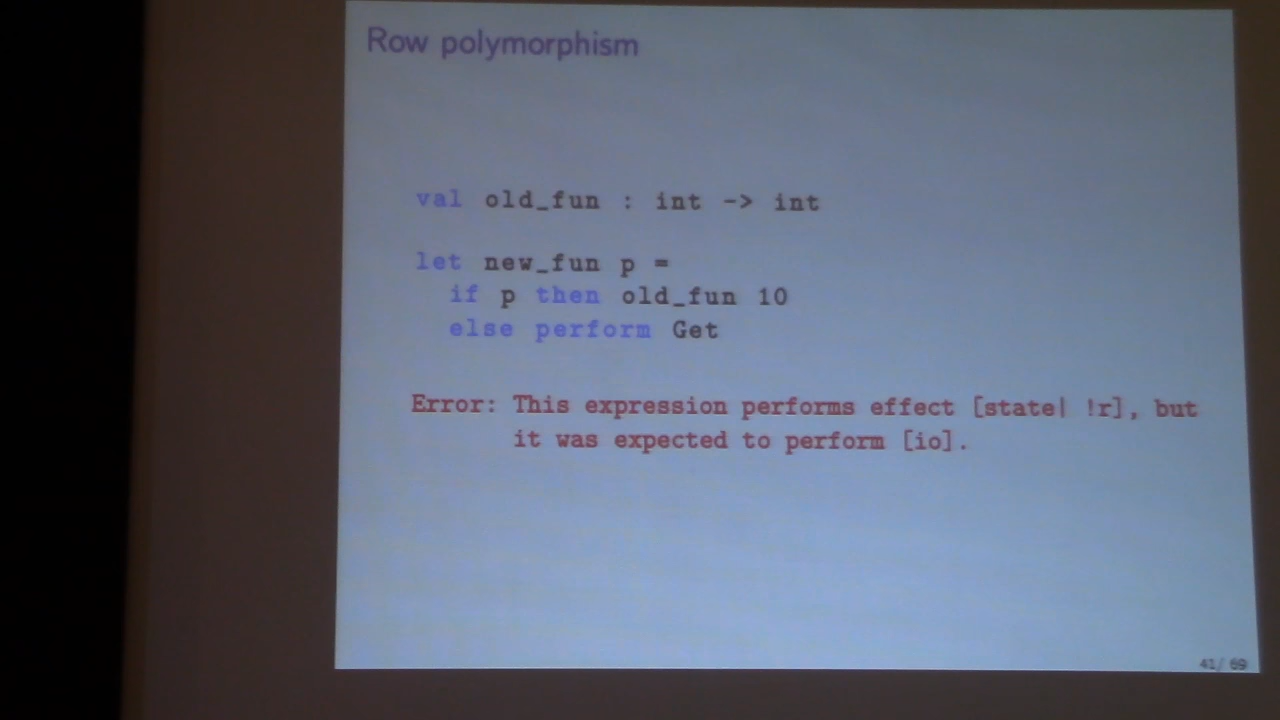 Row polymorphism
val old_fun : int -> int
let new_fun p =
if p then old_fun 10
else perform Get
Error: This expression performs effect [state| !r], but
it was expected to perform [io].
41/ 69